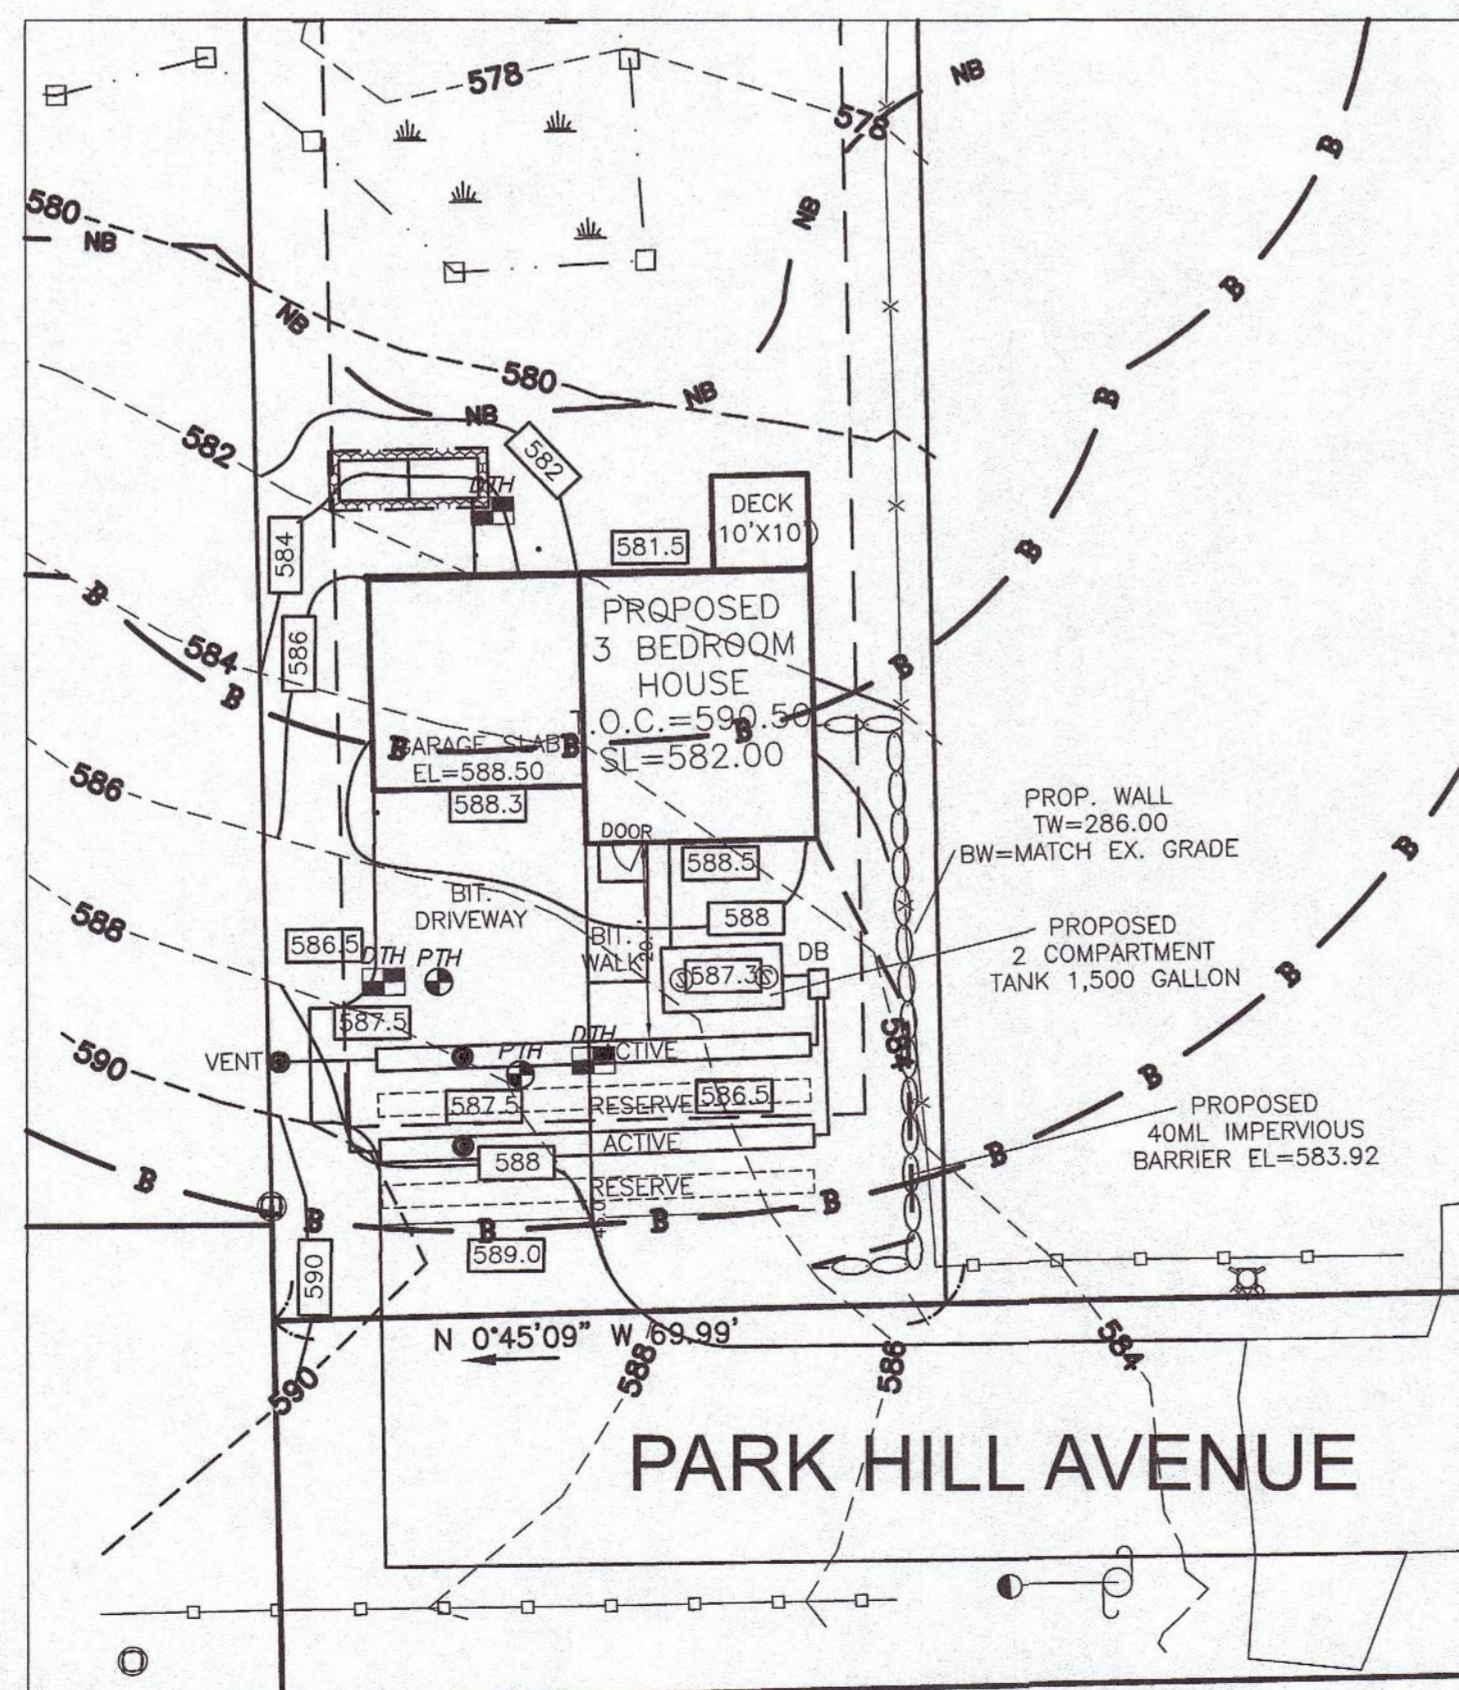 578
NB
578
B
580
NB
NB
B
NB
580
NB
NB
B
582
582
DTH
DECK
10'X10'
584
581.5
B
B
PROPOSED
3 BEDROOM
HOUSE
T.O.C.=590.50
SL=582.00
586
584
B
B
B
B
B
GARAGE SLAB
EL=588.50
588.3
586
PROP. WALL
TW=286.00
BW=MATCH EX. GRADE
DOOR
588.5
B
BIT.
DRIVEWAY
588
588
586.5
DTH
PTH
BIT.
WALK
587.3
DB
PROPOSED
2 COMPARTMENT
TANK 1,500 GALLON
B
587.5
584
590
VENT
PTH
DTH
ACTIVE
B
587.5
RESERVE
586.5
PROPOSED
40ML IMPERVIOUS
BARRIER EL=583.92
ACTIVE
588
B
B
RESERVE
B
B
B
B
589.0
590
N 0°45'09" W 69.99'
588
586
584
590
PARK HILL AVENUE